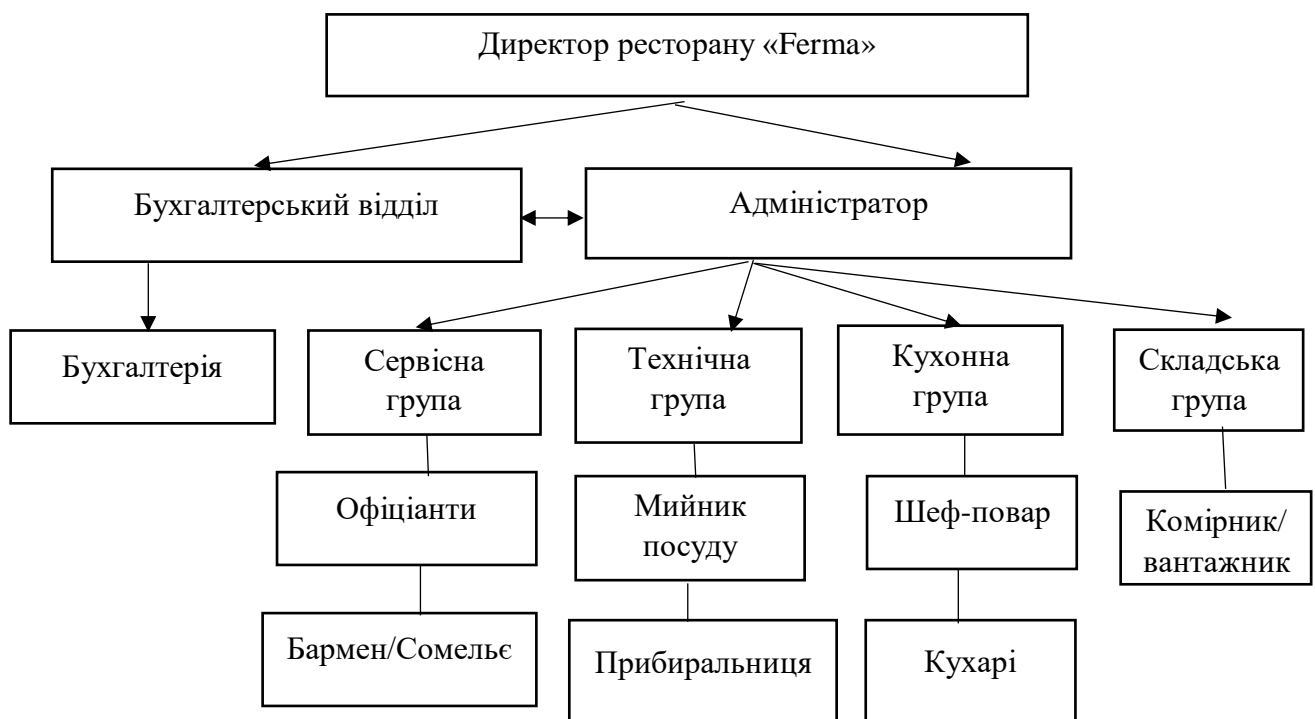 Директор ресторану «Ferma»
Бухгалтерський відділ
Адміністратор
Бухгалтерія
Сервісна
група
Технічна
група
Кухонна
група
Складська
група
Офіціанти
Мийник
посуду
Шеф-повар
Комірник/
вантажник
Бармен/Сомельє
Прибиральниця
Кухарі